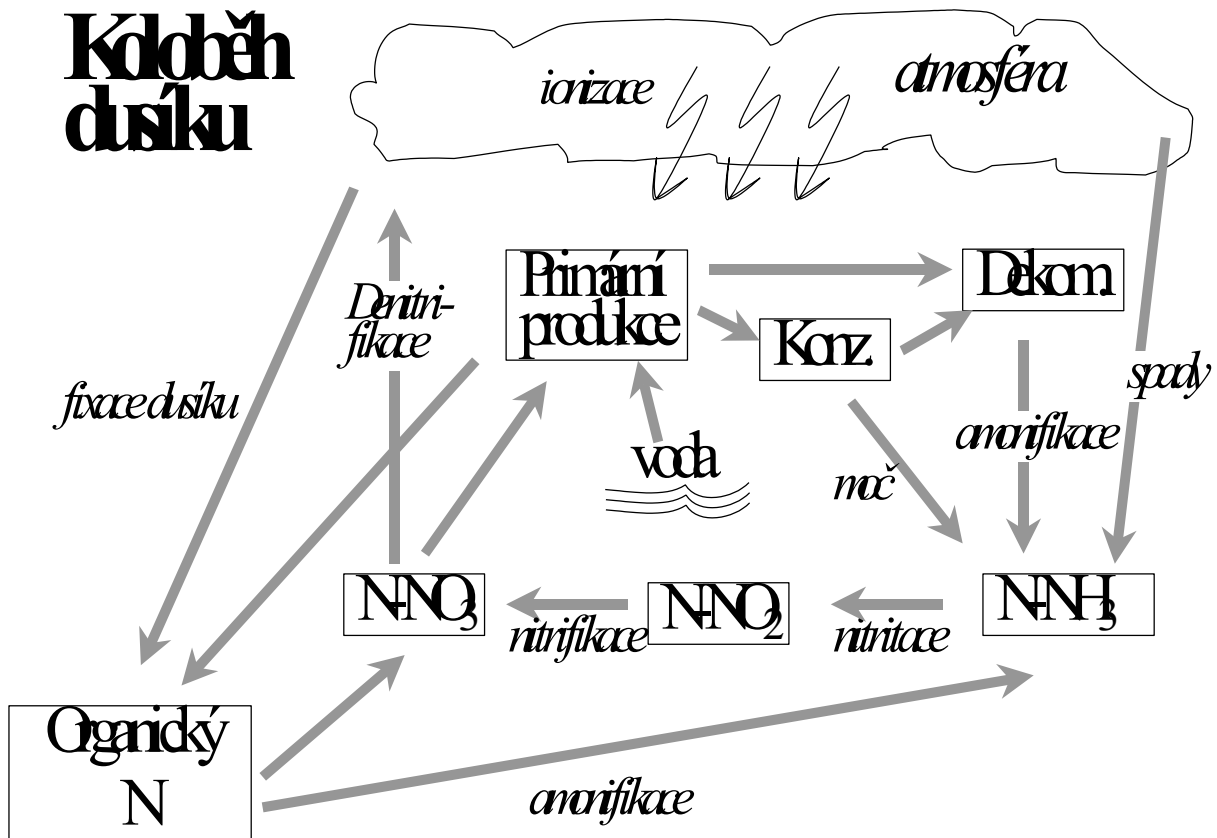 Koloběh
dusíku
ionizace
atmosféra
Denitri-
fikace
Primární
produkce
Dekom.
Konz.
spady
fixace dusíku
amonifikace
voda
moč
N-NO3
N-NO2
N-NH3
nitrifikace
nitritace
Organický
N
amonifikace